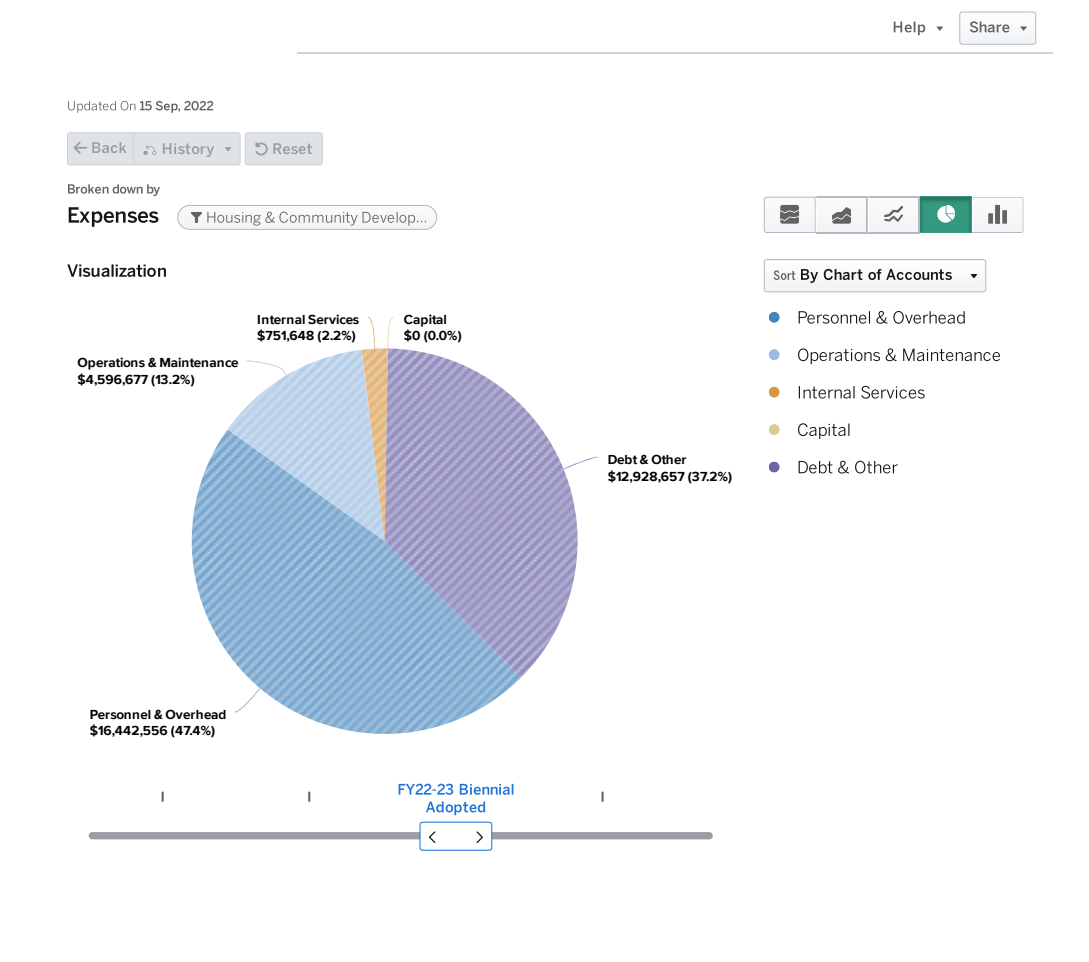 Help
Share
Updated On 15 Sep, 2022
Back
History
Reset
Broken down by
Expenses
Housing & Community Develop...
Visualization
Sort By Chart of Accounts
Personnel & Overhead
Operations & Maintenance
Internal Services
Capital
Debt & Other
Internal Services
$751,648 (2.2%)
Capital
$0 (0.0%)
Operations & Maintenance
$4,596,677 (13.2%)
Debt & Other
$12,928,657 (37.2%)
Personnel & Overhead
$16,442,556 (47.4%)
FY22-23 Biennial
Adopted